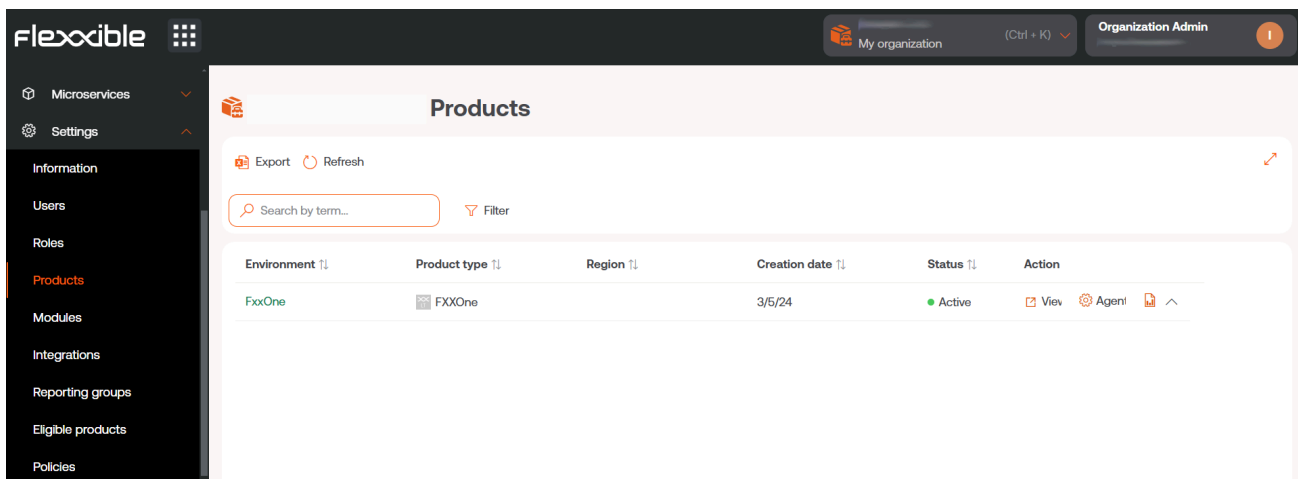 Flexxible
My organization
(Ctrl + K)
Organization Admin
I
Microservices
Settings
Information
Users
Roles
Products
Modules
Integrations
Reporting groups
Eligible products
Policies
Products
Export
Refresh
Search by term...
Filter
Environment
Product type
Region
Creation date
Status
Action
FxxOne
FXXOne
3/5/24
Active
View
Agent